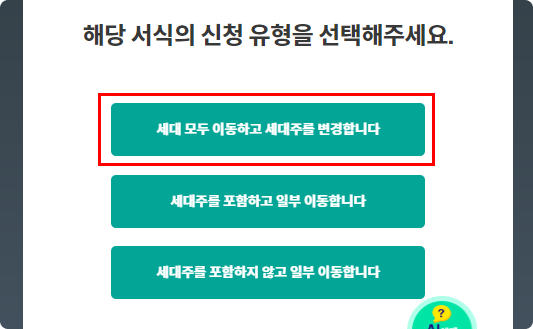 해당 서식의 신청 유형을 선택해주세요.
세대 모두 이동하고 세대주를 변경합니다
세대주를 포함하고 일부 이동합니다
세대주를 포함하지 않고 일부 이동합니다
?